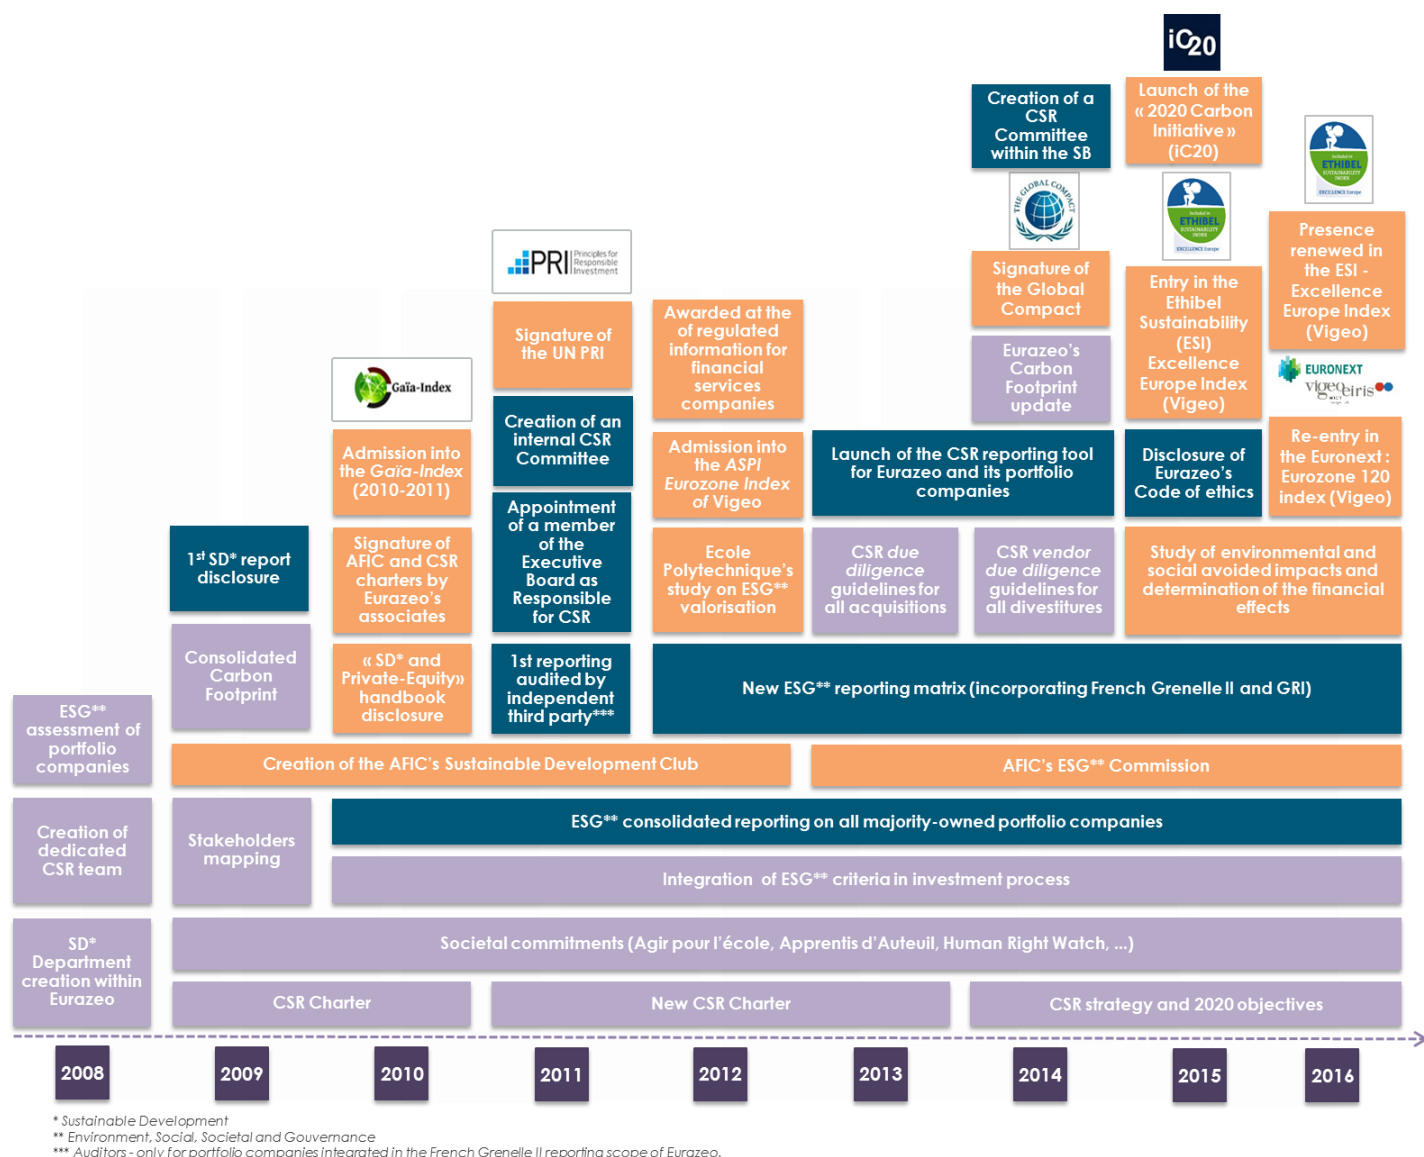 iC20
Creation of a
CSR
Committee
within the SB
Launch of the
« 2020 Carbon
Initiative »
(iC20)
THE GLOBAL COMPACT
Included in
ETHIBEL
SUSTAINABILITY
INDEX
EXCELLENCE Europe
Included in
ETHIBEL
SUSTAINABILITY
INDEX
EXCELLENCE Europe
PRI
Principles for
Responsible
Investment
Signature of
the Global
Compact
Entry in the
Ethibel
Sustainability
(ESI)
Excellence
Europe Index
(Vigeo)
Presence
renewed in
the ESI -
Excellence
Europe Index
(Vigeo)
Signature of
the UN PRI
Awarded at the
of regulated
information for
financial
services
companies
Eurazeo's
Carbon
Footprint
update
EURONEXT
vigeo eiris
Gaïa-Index
Admission into
the Gaïa-Index
(2010-2011)
Creation of an
internal CSR
Committee
Admission into
the ASPI
Eurozone Index
of Vigeo
Launch of the CSR reporting tool
for Eurazeo and its portfolio
companies
Disclosure of
Eurazeo's
Code of ethics
Re-entry in
the Euronext :
Eurozone 120
index (Vigeo)
1st SD* report
disclosure
Signature of
AFIC and CSR
charters by
Eurazeo's
associates
Appointment
of a member
of the
Executive
Board as
Responsible
for CSR
Ecole
Polytechnique's
study on ESG**
valorisation
CSR due
diligence
guidelines for
all acquisitions
CSR vendor
due diligence
guidelines for
all divestitures
Study of environmental and
social avoided impacts and
determination of the financial
effects
Consolidated
Carbon
Footprint
« SD* and
Private-Equity»
handbook
disclosure
1st reporting
audited by
independent
third party***
New ESG** reporting matrix (incorporating French Grenelle II and GRI)
ESG**
assessment of
portfolio
companies
Creation of the AFIC's Sustainable Development Club
AFIC's ESG** Commission
Creation of
dedicated
CSR team
Stakeholders
mapping
ESG** consolidated reporting on all majority-owned portfolio companies
Integration of ESG** criteria in investment process
SD*
Department
creation within
Eurazeo
Societal commitments (Agir pour l'école, Apprentis d'Auteuil, Human Right Watch, ...)
CSR Charter
New CSR Charter
CSR strategy and 2020 objectives
2008
2009
2010
2011
2012
2013
2014
2015
2016
* Sustainable Development
** Environment, Social, Societal and Gouvernance
*** Auditors - only for portfolio companies integrated in the French Grenelle II reporting scope of Eurazeo.